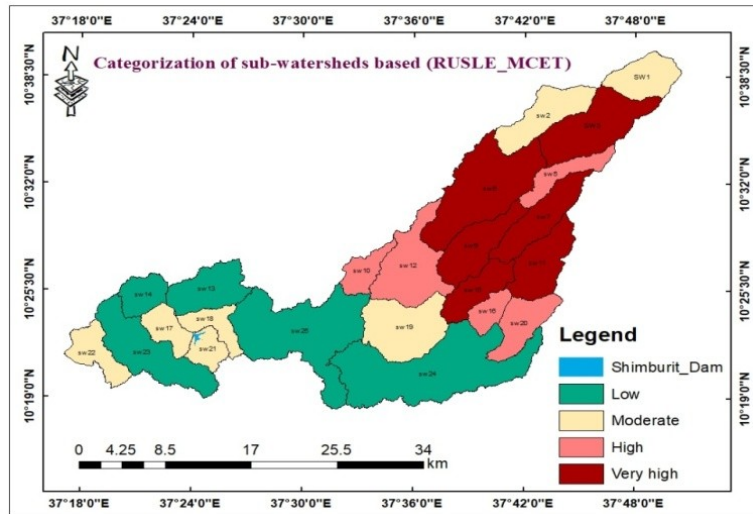 37°18'0"E 37°24'0"E 37°30'0"E 37°36'0"E 37°42'0"E 37°48'0"E
N
Categorization of sub-watersheds based (RUSLE_MCET)
10°38'30"N
10°38'30"N
SW1
sw2
sw5
10°32'0"N
10°32'0"N
sw12
sw10
10°25'30"N
10°25'30"N
sw13
sw14
sw16
sw18
sw17
sw19
sw20
sw21
sw22
sw23
sw24
10°19'0"N
10°19'0"N
Legend
Shimburit_Dam
Low
Moderate
High
Very high
0 4.25 8.5 17 25.5 34
km
37°18'0"E 37°24'0"E 37°30'0"E 37°36'0"E 37°42'0"E 37°48'0"E